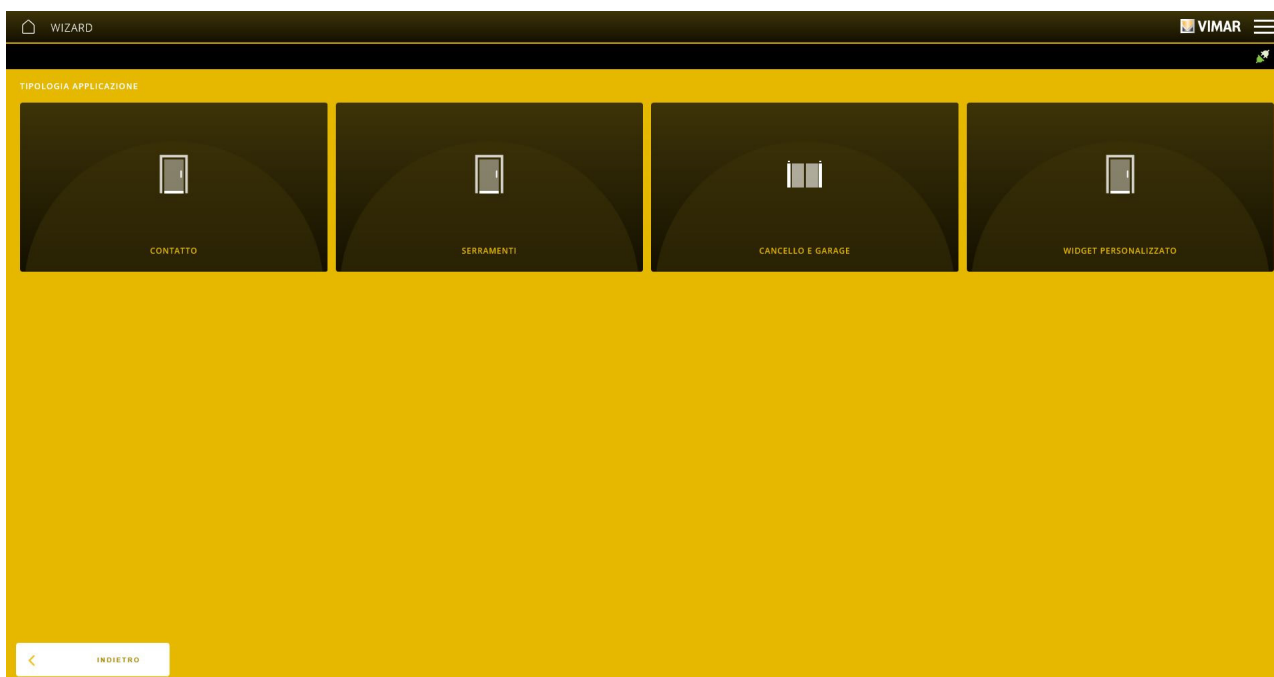 WIZARD
VIMAR
TIPOLOGIA APPLICAZIONE
CONTATTO
SERRAMENTI
CANCELLO E GARAGE
WIDGET PERSONALIZZATO
INDIETRO